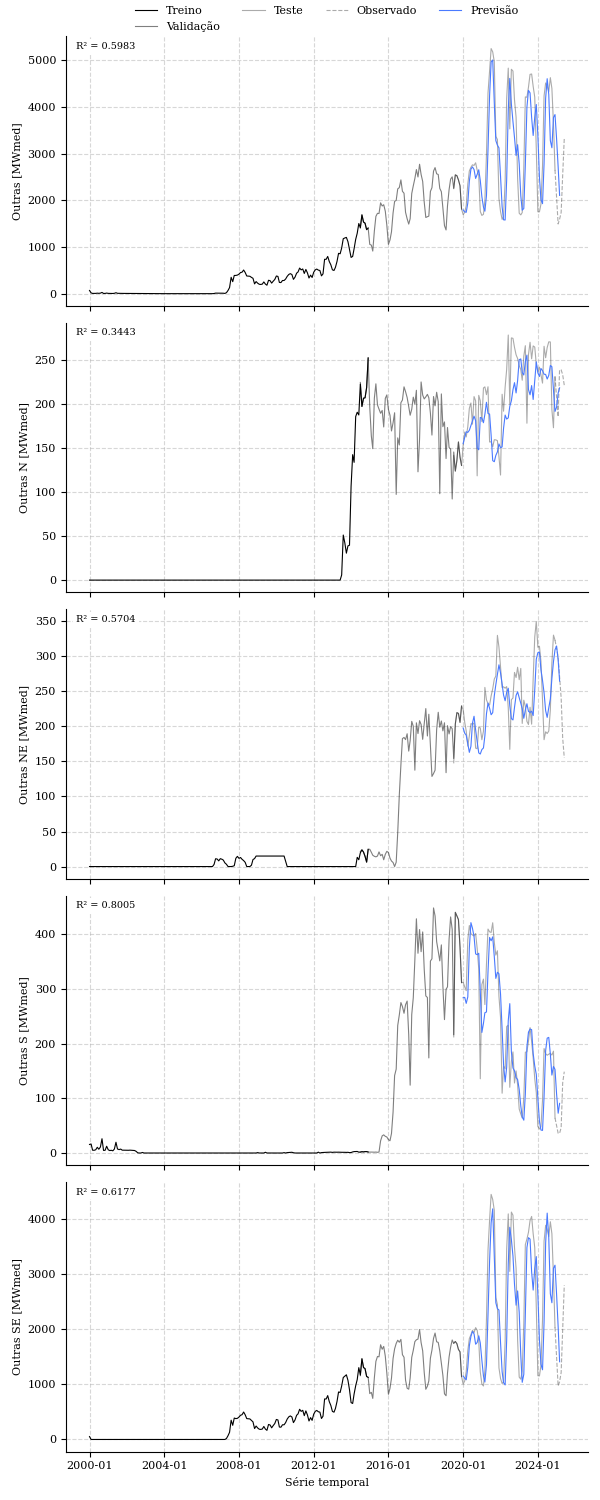 Treino
Validação
Teste
Observado
Previsão
R² = 0.5983
Outras [MWmed]
5000
4000
3000
2000
1000
0
R² = 0.3443
Outras N [MWmed]
250
200
150
100
50
0
R² = 0.5704
Outras NE [MWmed]
350
300
250
200
150
100
50
0
R² = 0.8005
Outras S [MWmed]
400
300
200
100
0
R² = 0.6177
Outras SE [MWmed]
4000
3000
2000
1000
0
2000-01 2004-01 2008-01 2012-01 2016-01 2020-01 2024-01
Série temporal